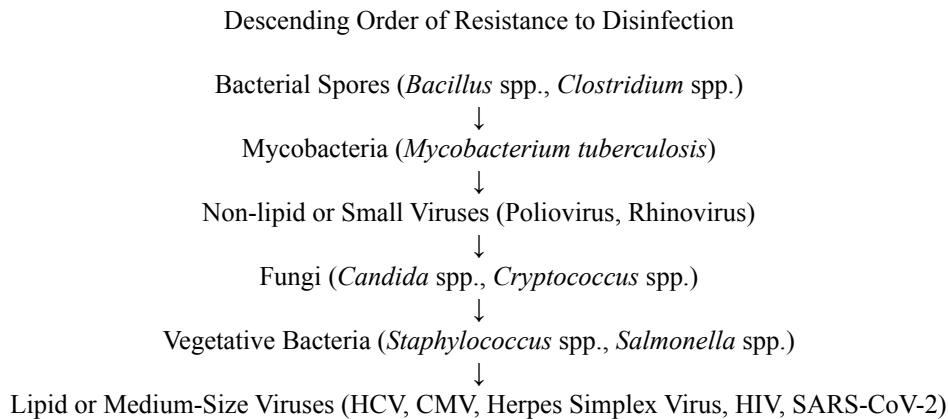 Descending Order of Resistance to Disinfection
Bacterial Spores (Bacillus spp., Clostridium spp.)
↓
Mycobacteria (Mycobacterium tuberculosis)
↓
Non-lipid or Small Viruses (Poliovirus, Rhinovirus)
↓
Fungi (Candida spp., Cryptococcus spp.)
↓
Vegetative Bacteria (Staphylococcus spp., Salmonella spp.)
↓
Lipid or Medium-Size Viruses (HCV, CMV, Herpes Simplex Virus, HIV, SARS-CoV-2)